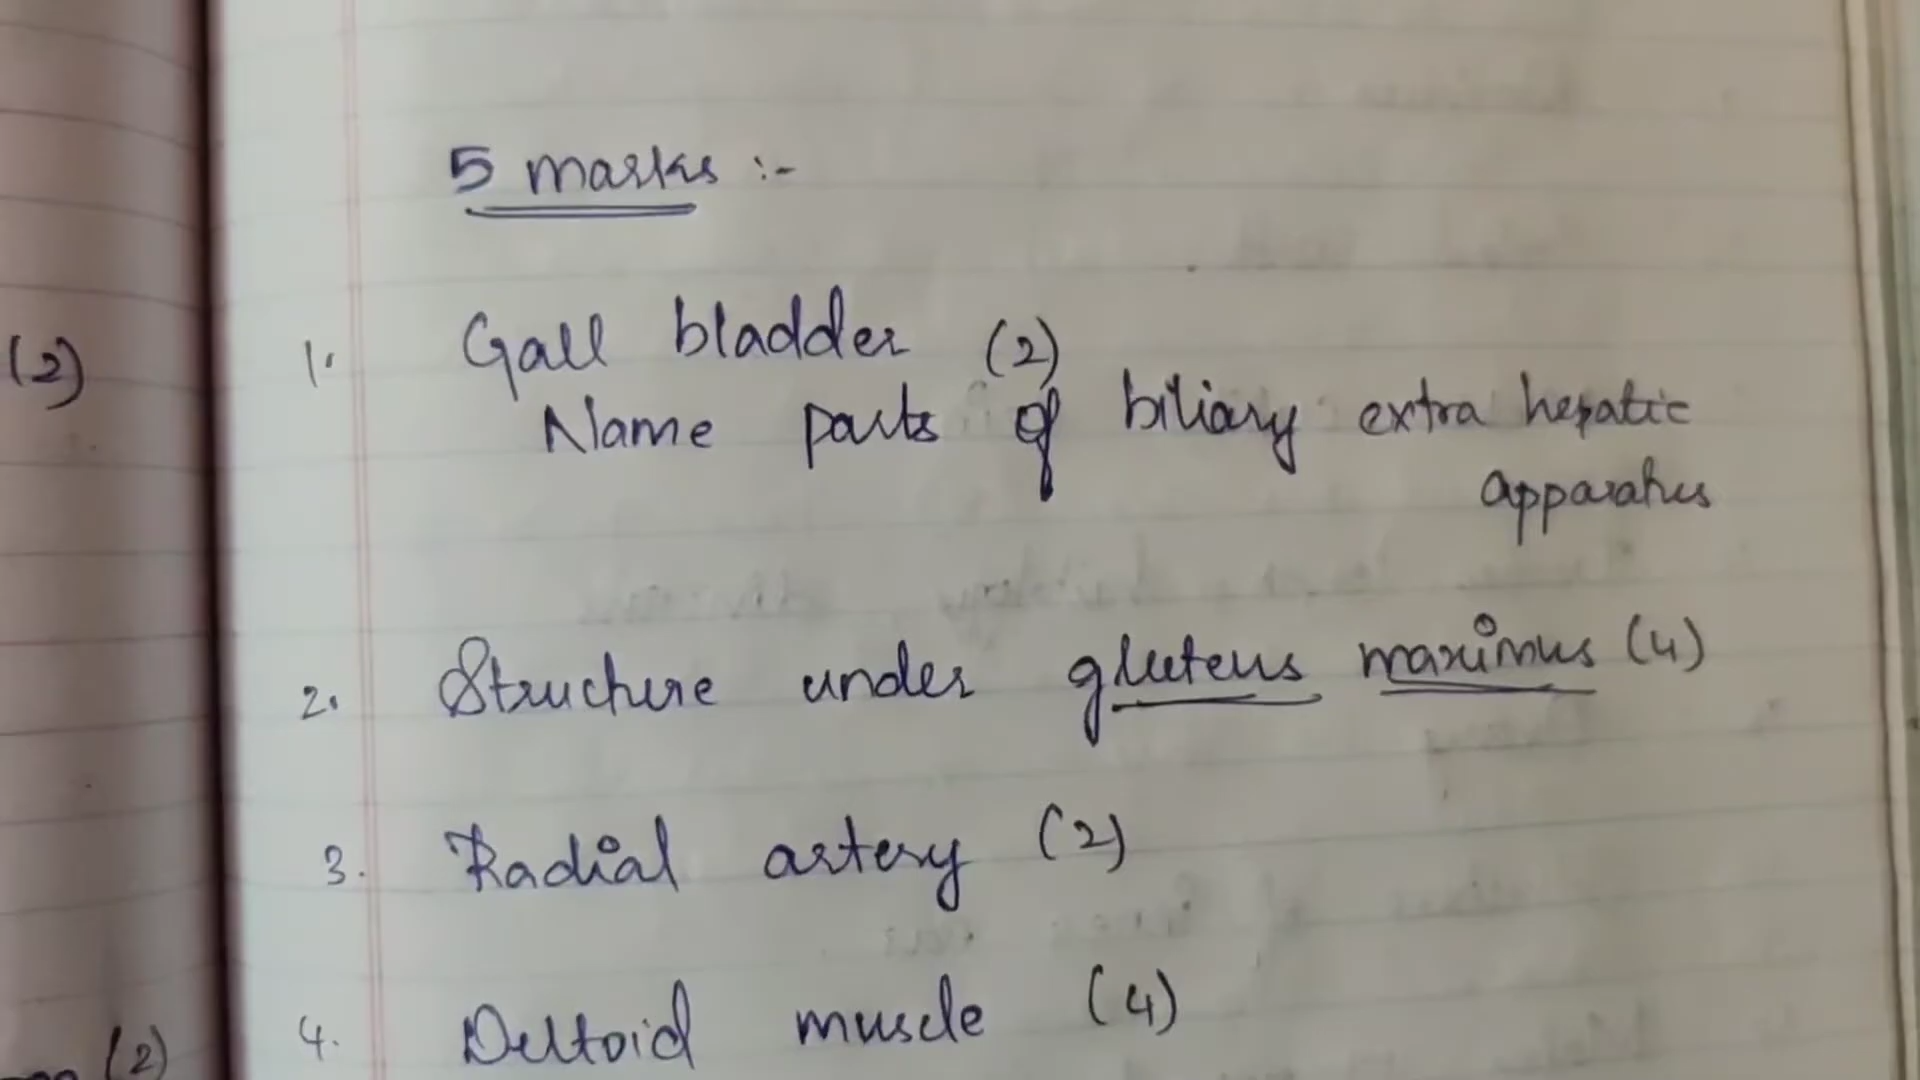 5 marks :-
(2)
1. Gall bladder (2)
Name parts of biliary extra hepatic
apparatus
2. Structure under gluteus maximus (4)
3. Radial artery (2)
4. Deltoid muscle (4)
(2)